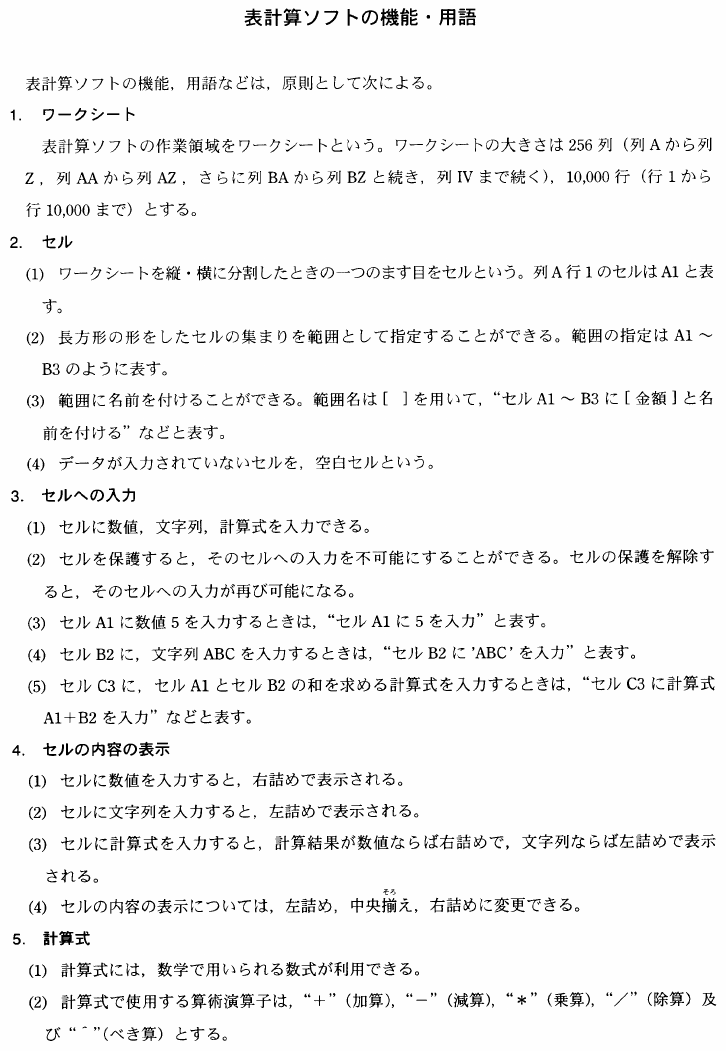 表計算ソフトの機能・用語
表計算ソフトの機能，用語などは，原則として次による。
1. ワークシート
表計算ソフトの作業領域をワークシートという。ワークシートの大きさは 256 列（列 A から列
Z，列 AA から列 AZ，さらに列 BA から列 BZ と続き，列 IV まで続く），10,000 行（行 1 から
行 10,000 まで）とする。
2. セル
(1) ワークシートを縦・横に分割したときの一つのます目をセルという。列 A 行 1 のセルは A1 と表
す。
(2) 長方形の形をしたセルの集まりを範囲として指定することができる。範囲の指定は A1 ～
B3 のように表す。
(3) 範囲に名前を付けることができる。範囲名は [ ] を用いて，“セル A1 ～ B3 に [ 金額 ] と名
前を付ける” などと表す。
(4) データが入力されていないセルを，空白セルという。
3. セルへの入力
(1) セルに数値，文字列，計算式を入力できる。
(2) セルを保護すると，そのセルへの入力を不可能にすることができる。セルの保護を解除す
ると，そのセルへの入力が再び可能になる。
(3) セル A1 に数値 5 を入力するときは，“セル A1 に 5 を入力” と表す。
(4) セル B2 に，文字列 ABC を入力するときは，“セル B2 に ’ABC’ を入力” と表す。
(5) セル C3 に，セル A1 とセル B2 の和を求める計算式を入力するときは，“セル C3 に計算式
A1＋B2 を入力” などと表す。
4. セルの内容の表示
(1) セルに数値を入力すると，右詰めで表示される。
(2) セルに文字列を入力すると，左詰めで表示される。
(3) セルに計算式を入力すると，計算結果が数値ならば右詰めで，文字列ならば左詰めで表示
される。
そろ
(4) セルの内容の表示については，左詰め，中央揃え，右詰めに変更できる。
5. 計算式
(1) 計算式には，数学で用いられる数式が利用できる。
(2) 計算式で使用する算術演算子は，“＋”（加算），“－”（減算），“＊”（乗算），“／”（除算）及
び “＾”（べき算）とする。